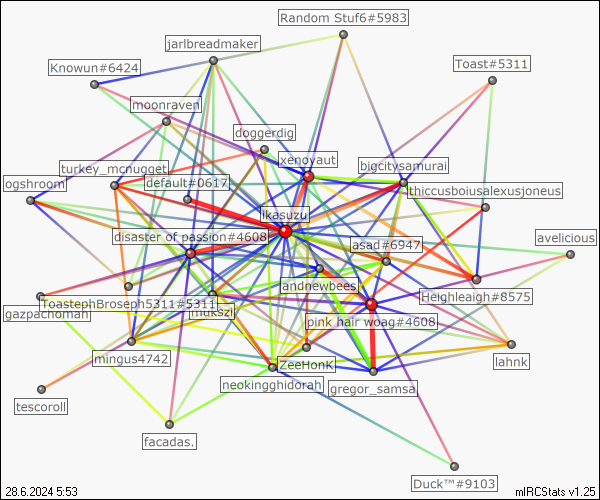 Random Stuf6#5983
jarlbreadmaker
Knowun#6424
Toast#5311
moonraven
doggerdig
xenoyaut
bigcitysamurai
turkey_mcnugget
ogshroom
default#0617
thiccusboiusalexusjoneus
ikasuzu
disaster of passion#4608
asad#6947
avelicious
landnewbees
Heighleaigh#8575
ToastephBroseph5311#5311
gazpachoman
mukszi
pink hair woag#4608
mingus4742
ZeeHonK
lahnk
neokingghidorah
gregor_samsa
tescoroll
facadas.
Duck™#9103
28.6.2024 5:53
mIRCStats v1.25